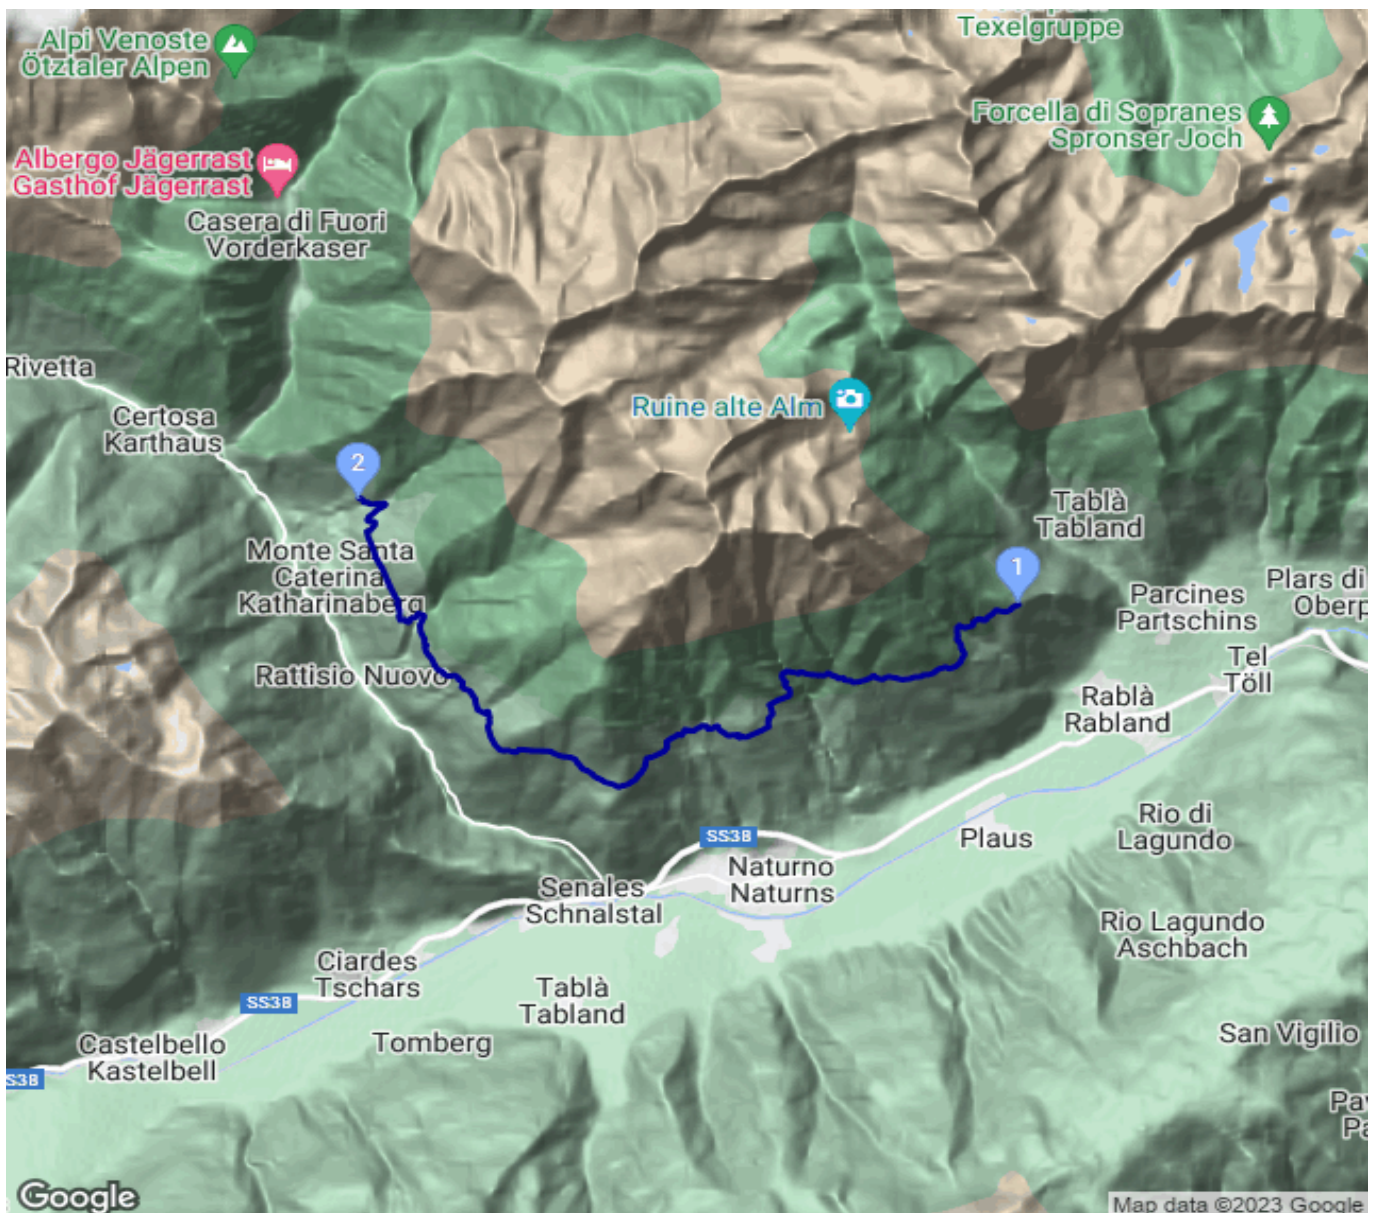 Texelgruppe
Alpi Venoste
Ötztaler Alpen
Forcella di Sopranes
Spronser Joch
Albergo Jägerrast
Gasthof Jägerrast
Casera di Fuori
Vorderkaser
Rivetta
Certosa
Karthaus
Ruine alte Alm
2
Tablà
Tabland
Monte Santa
Caterina
Katharinaberg
1
Parcines
Partschins
Plars di
Oberp
Rattisio Nuovo
Tel
Töll
Rablà
Rabland
Rio di
Lagundo
Plaus
SS38
Naturno
Naturns
Senales
Schnalstal
Rio Lagundo
Aschbach
Ciardes
Tschars
SS38
Tablà
Tabland
San Vigilio
Castelbello
Kastelbell
Tomberg
S38
Pa
Google
Map data ©2023 Google